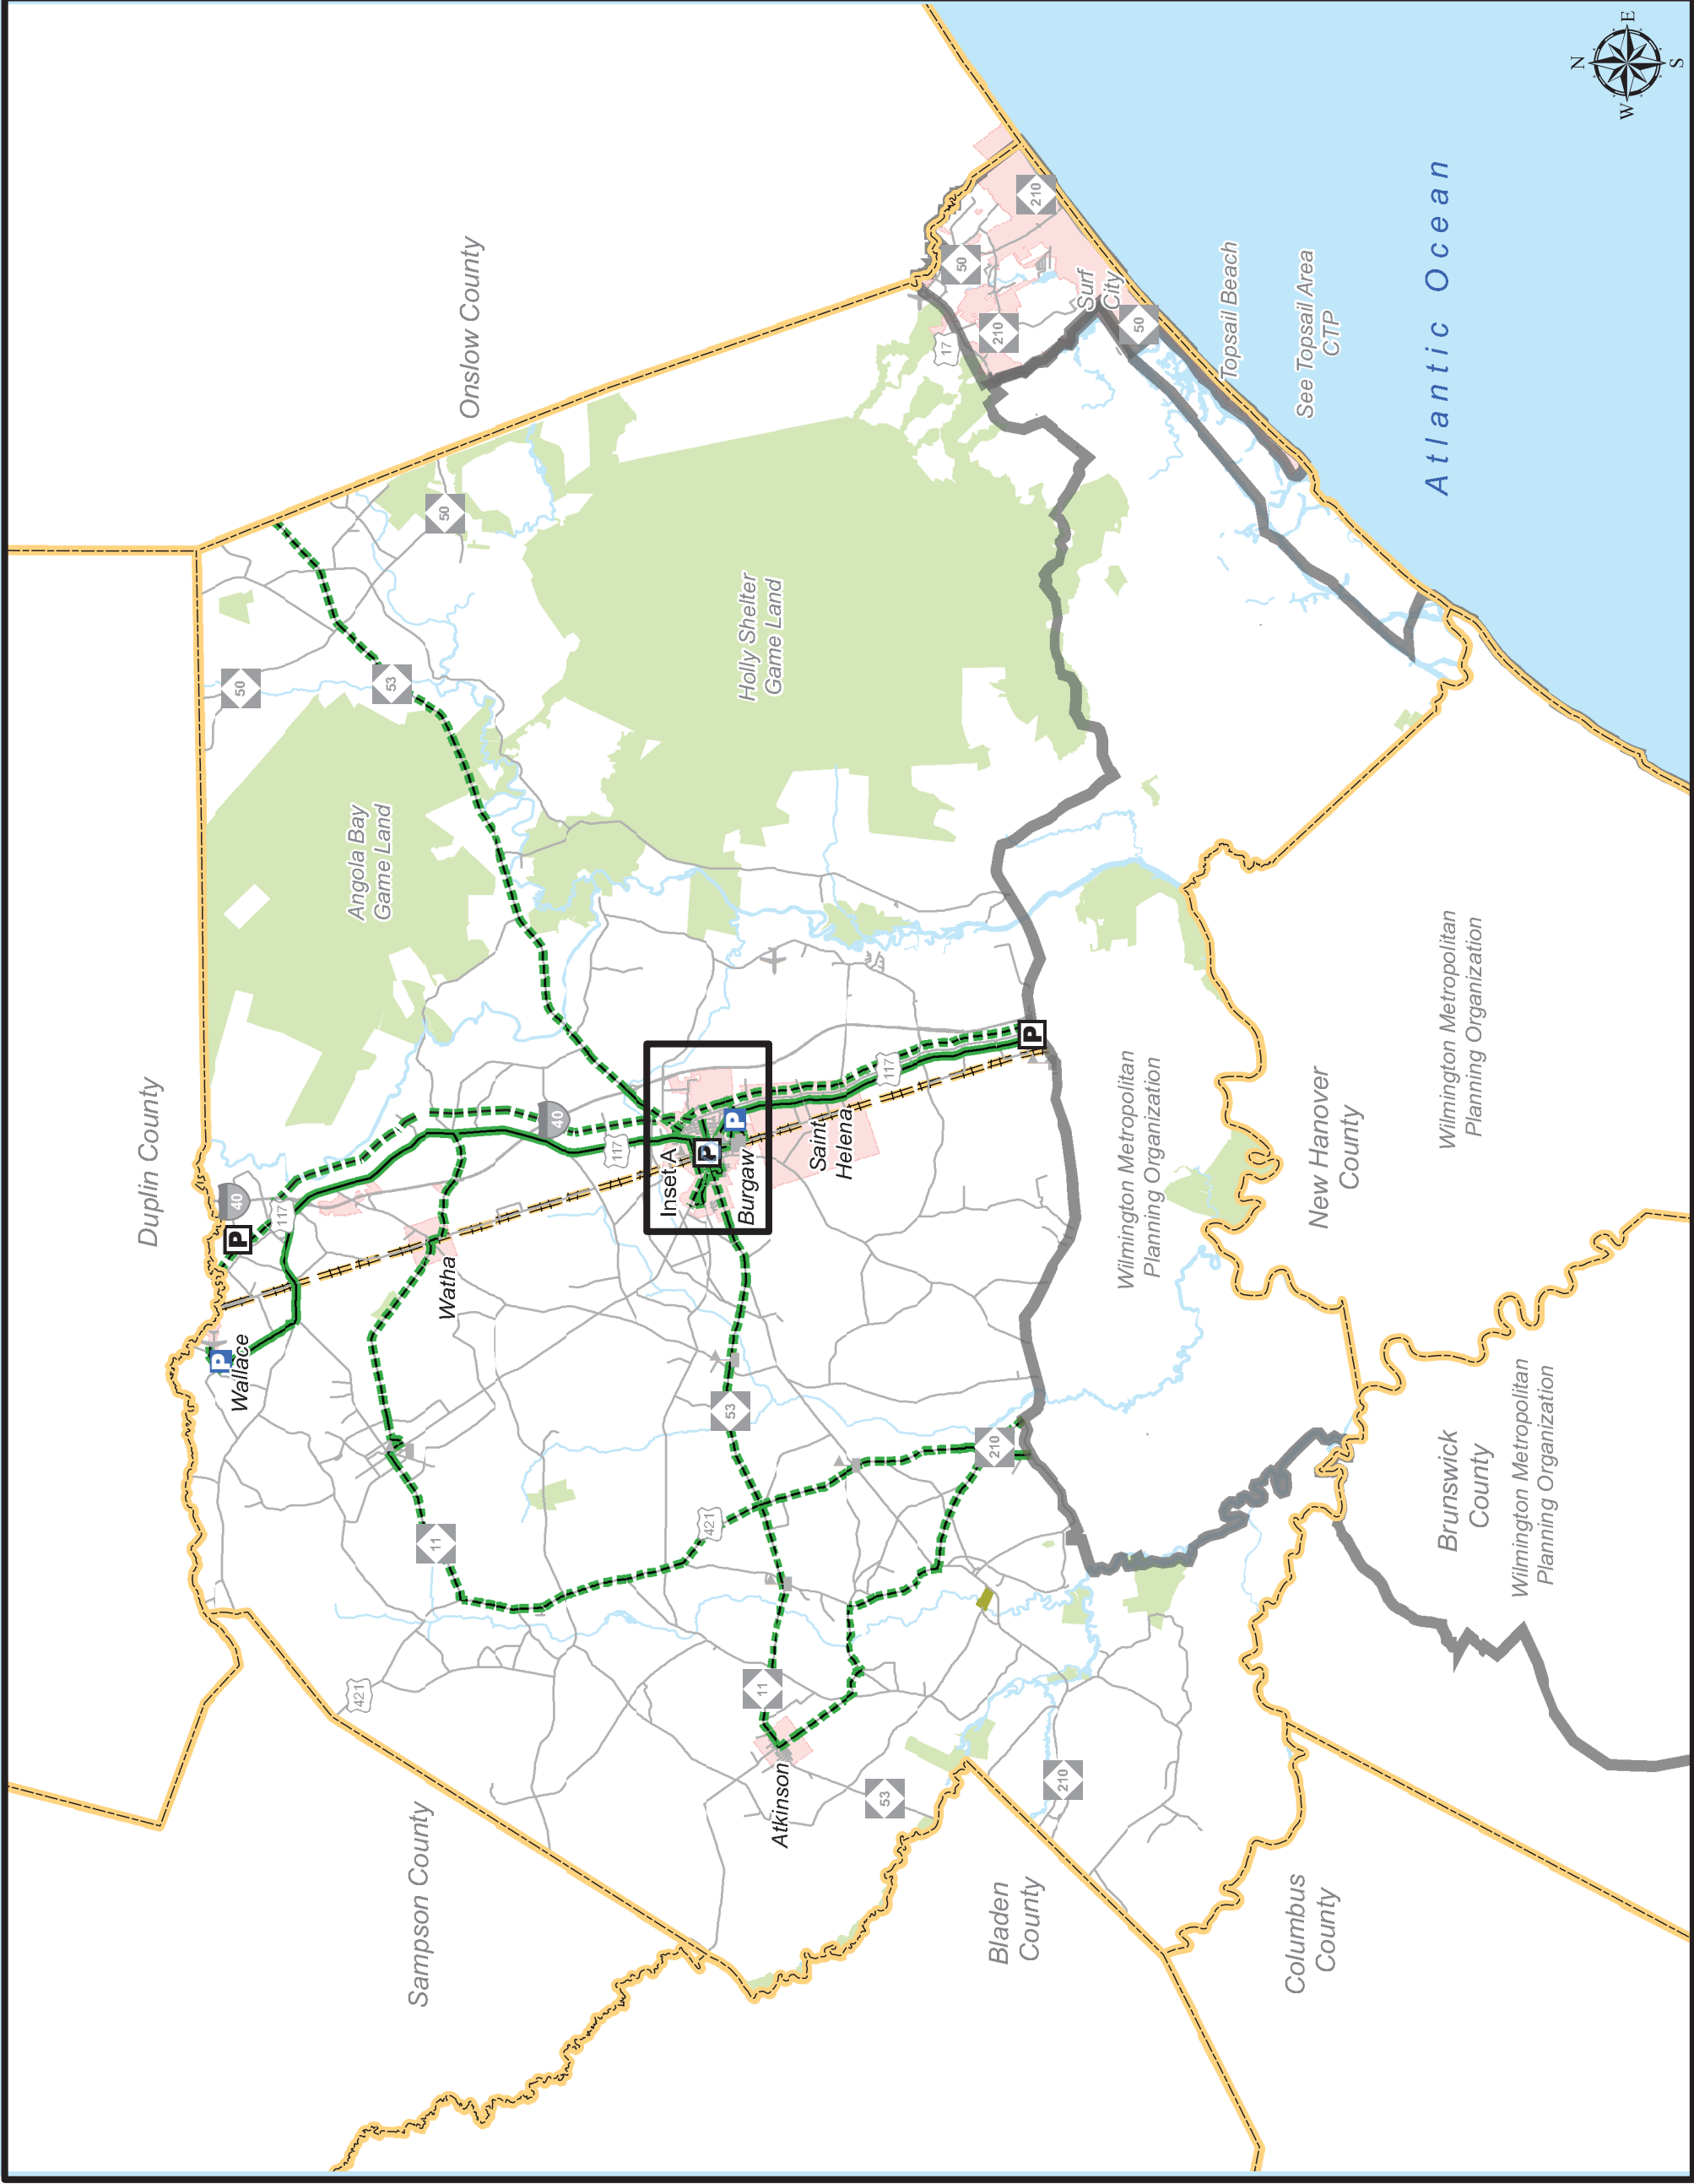 N
E
S
W
Duplin County
Onslow County
Sampson County
Bladen
County
Columbus
County
Brunswick
County
Wilmington Metropolitan
Planning Organization
New Hanover
County
Wilmington Metropolitan
Planning Organization
Wilmington Metropolitan
Planning Organization
Atlantic Ocean
See Topsail Area
CTP
Topsail Beach
Surf
City
Holly Shelter
Game Land
Angola Bay
Game Land
Wallace
Watha
Inset A
Burgaw
Saint
Helena
Atkinson
P
P
P
P
P
40
40
117
117
117
11
11
421
421
53
53
53
50
50
50
50
210
210
210
210
17